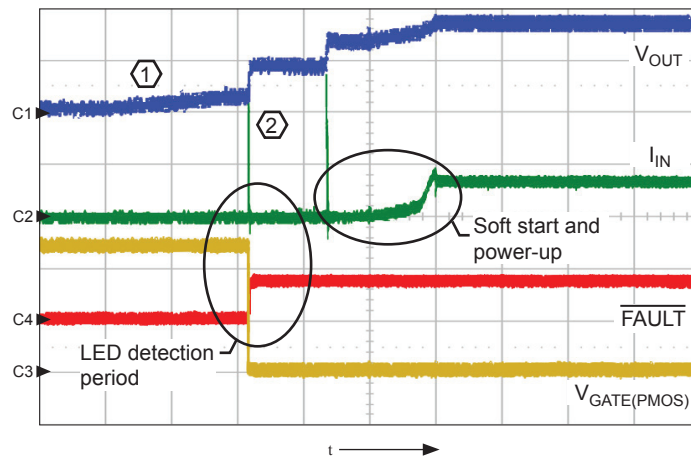 1
V_OUT
C1
2
I_IN
C2
Soft start and
power-up
C4
FAULT
LED detection
period
C3
V_GATE(PMOS)
t